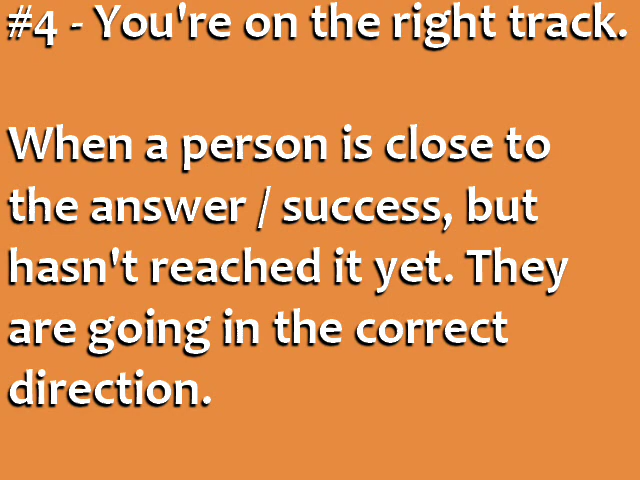 #4 - You're on the right track.
When a person is close to
the answer / success, but
hasn't reached it yet. They
are going in the correct
direction.